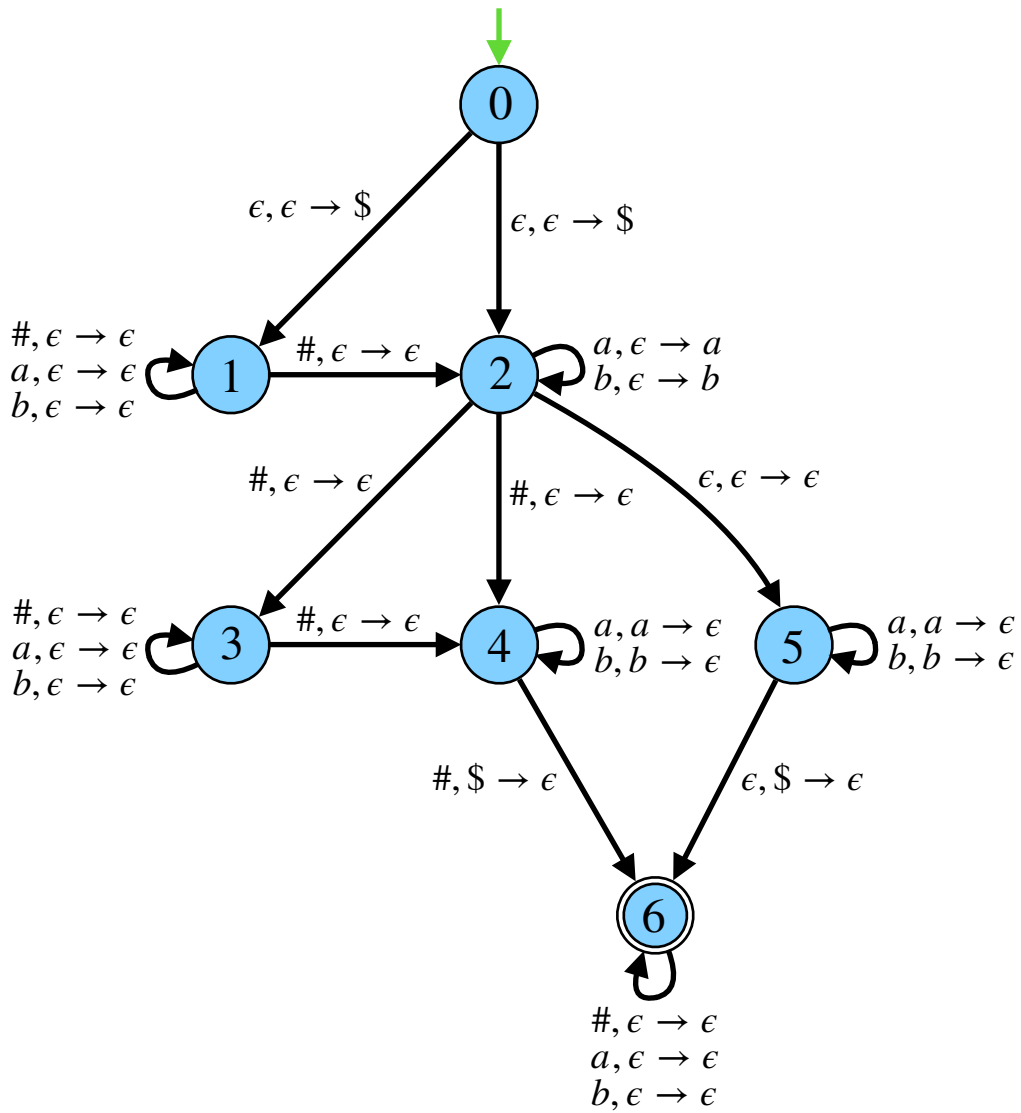 0
ϵ, ϵ → $
ϵ, ϵ → $
#, ϵ → ϵ
a, ϵ → ϵ
b, ϵ → ϵ
1
#, ϵ → ϵ
2
a, ϵ → a
b, ϵ → b
#, ϵ → ϵ
#, ϵ → ϵ
ϵ, ϵ → ϵ
#, ϵ → ϵ
a, ϵ → ϵ
b, ϵ → ϵ
3
#, ϵ → ϵ
4
a, a → ϵ
b, b → ϵ
5
a, a → ϵ
b, b → ϵ
#, $ → ϵ
ϵ, $ → ϵ
6
#, ϵ → ϵ
a, ϵ → ϵ
b, ϵ → ϵ